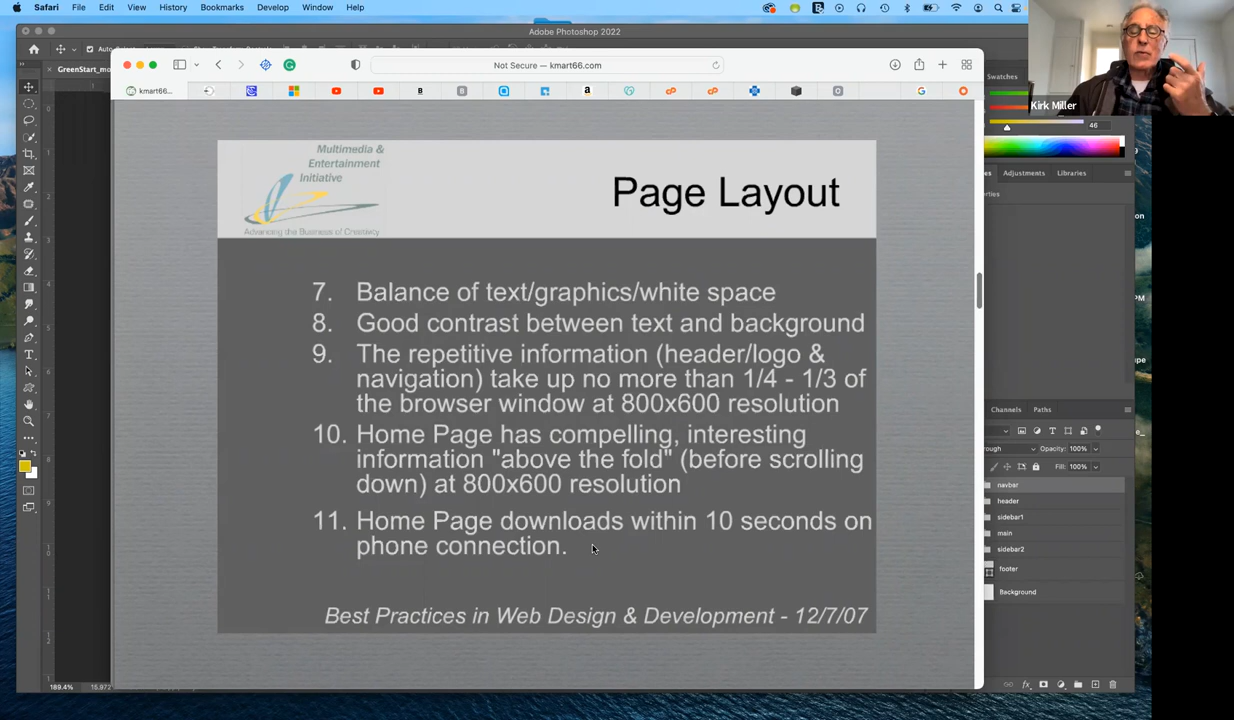 Safari File Edit View History Bookmarks Develop Window Help
Adobe Photoshop 2022
GreenStart_mo
Not Secure — kmart66.com
kmart66...
Kirk Miller
Swatches
46
Adjustments Libraries
Multimedia &
Entertainment
Initiative
Advancing the Business of Creativity
Page Layout
7. Balance of text/graphics/white space
8. Good contrast between text and background
9. The repetitive information (header/logo &
navigation) take up no more than 1/4 - 1/3 of
the browser window at 800x600 resolution
10. Home Page has compelling, interesting
information "above the fold" (before scrolling
down) at 800x600 resolution
11. Home Page downloads within 10 seconds on
phone connection.
Best Practices in Web Design & Development - 12/7/07
Channels Paths
Opacity: 100%
Fill: 100%
navbar
header
sidebar1
main
sidebar2
footer
Background
189.4%